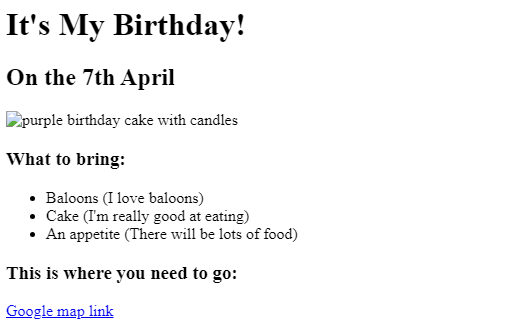 It's My Birthday!
On the 7th April
purple birthday cake with candles
What to bring:
Baloons (I love baloons)
Cake (I'm really good at eating)
An appetite (There will be lots of food)
This is where you need to go:
Google map link